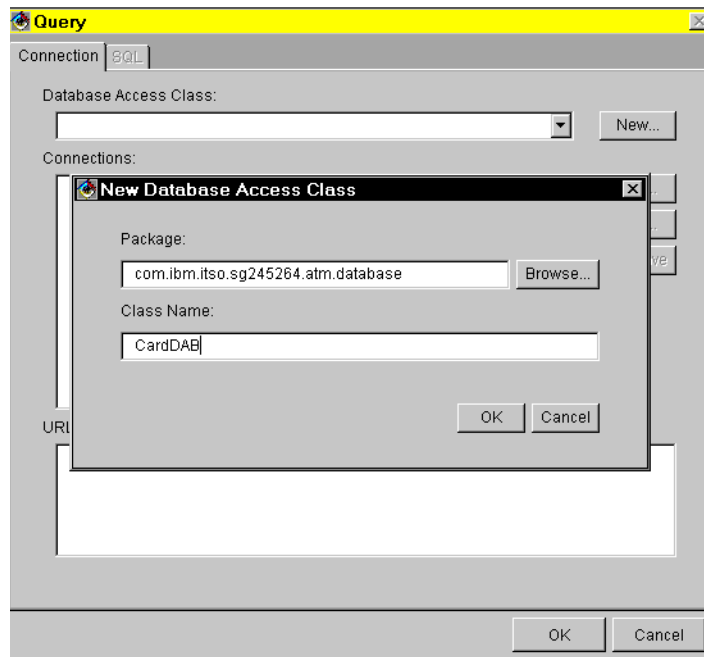 Query
Connection SQL
Database Access Class:
New...
Connections:
New Database Access Class
Package:
com.ibm.itso.sg245264.atm.database
Browse...
Class Name:
CardDAB
OK Cancel
URL
OK Cancel